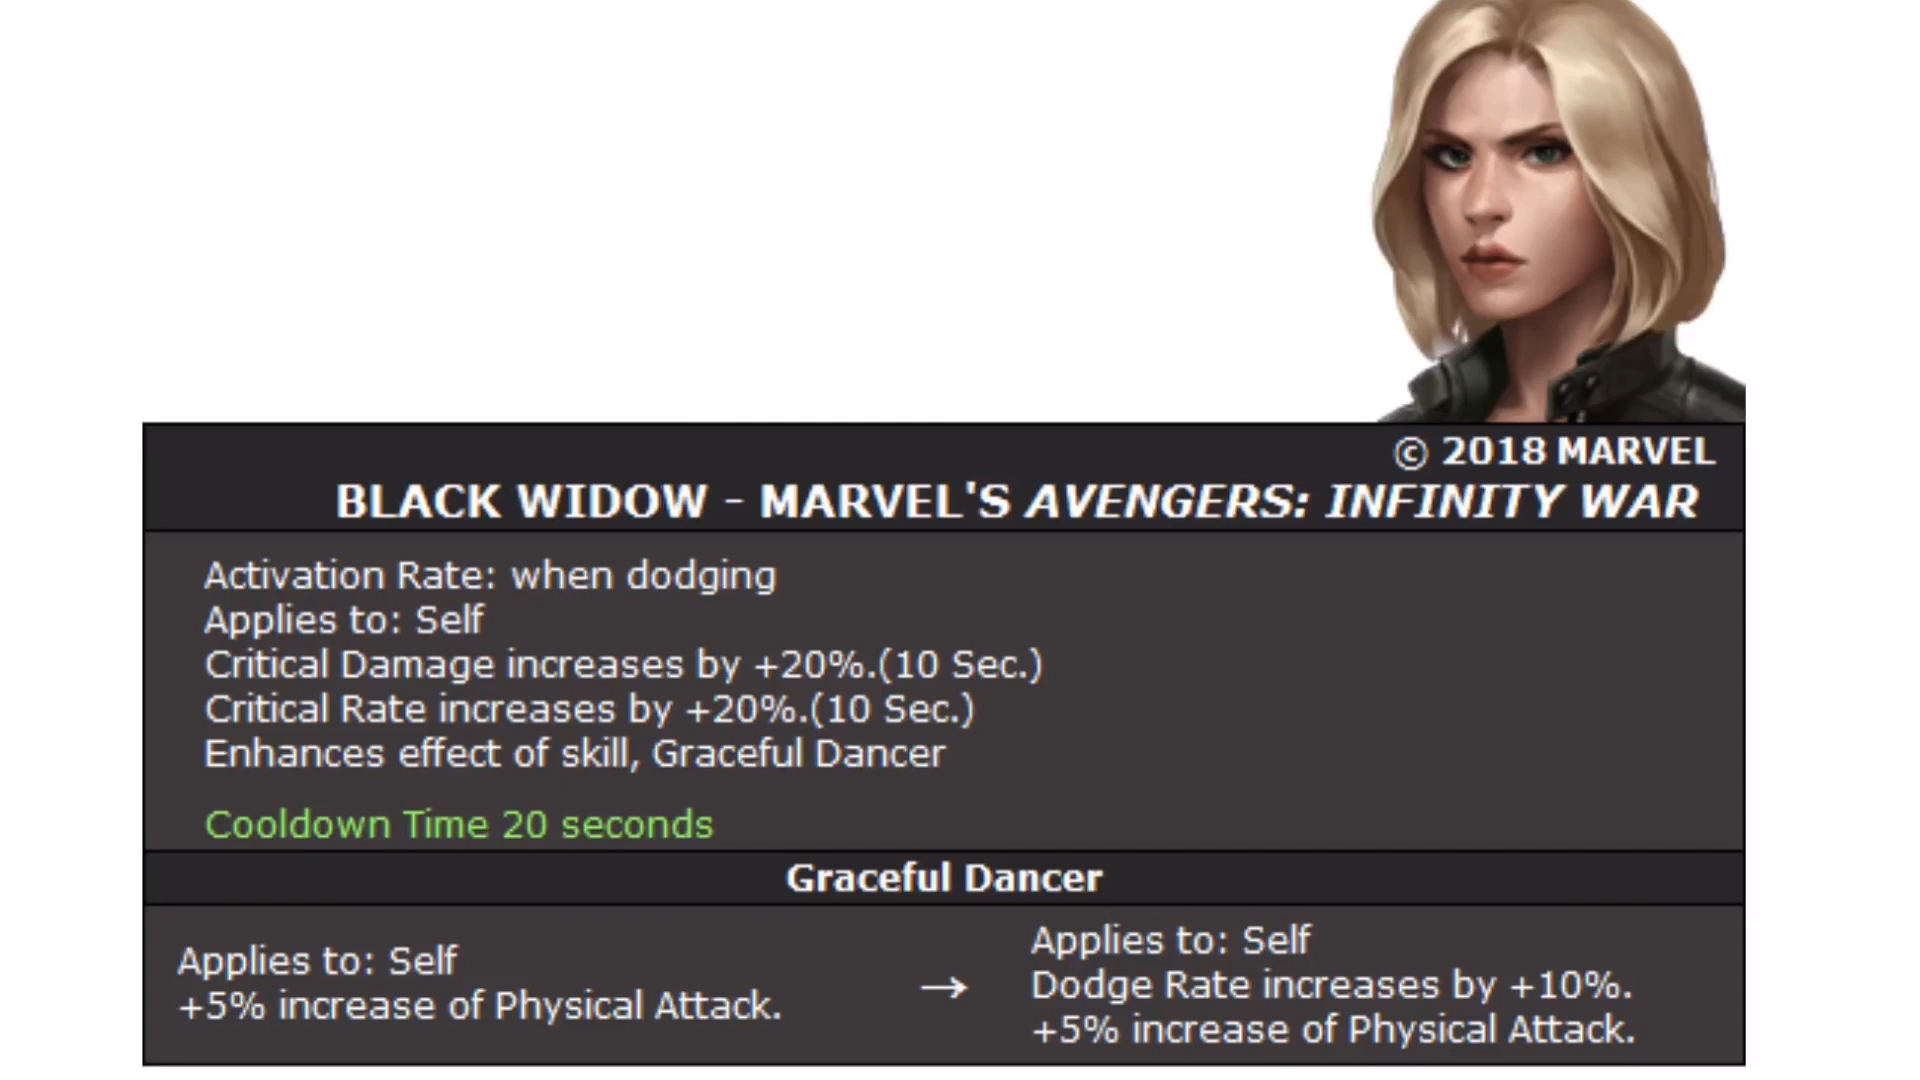 © 2018 MARVEL
BLACK WIDOW - MARVEL'S AVENGERS: INFINITY WAR
Activation Rate: when dodging
Applies to: Self
Critical Damage increases by +20%.(10 Sec.)
Critical Rate increases by +20%.(10 Sec.)
Enhances effect of skill, Graceful Dancer
Cooldown Time 20 seconds
Graceful Dancer
Applies to: Self
+5% increase of Physical Attack.
→
Applies to: Self
Dodge Rate increases by +10%.
+5% increase of Physical Attack.